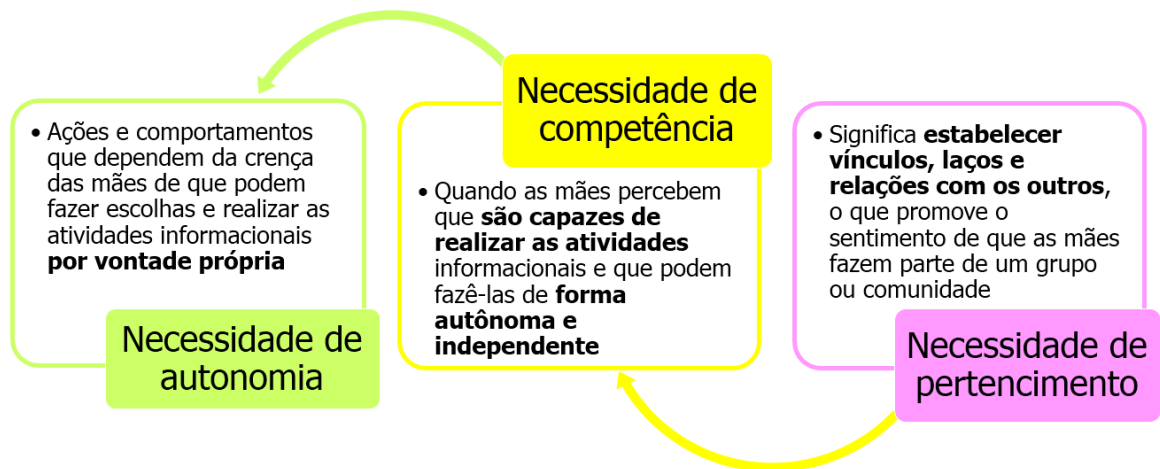 • Ações e comportamentos
que dependem da crença
das mães de que podem
fazer escolhas e realizar as
atividades informacionais
por vontade própria
Necessidade de
autonomia
Necessidade de
competência
• Quando as mães percebem
que são capazes de
realizar as atividades
informacionais e que podem
fazê-las de forma
autônoma e
independente
• Significa estabelecer
vínculos, laços e
relações com os outros,
o que promove o
sentimento de que as mães
fazem parte de um grupo
ou comunidade
Necessidade de
pertencimento